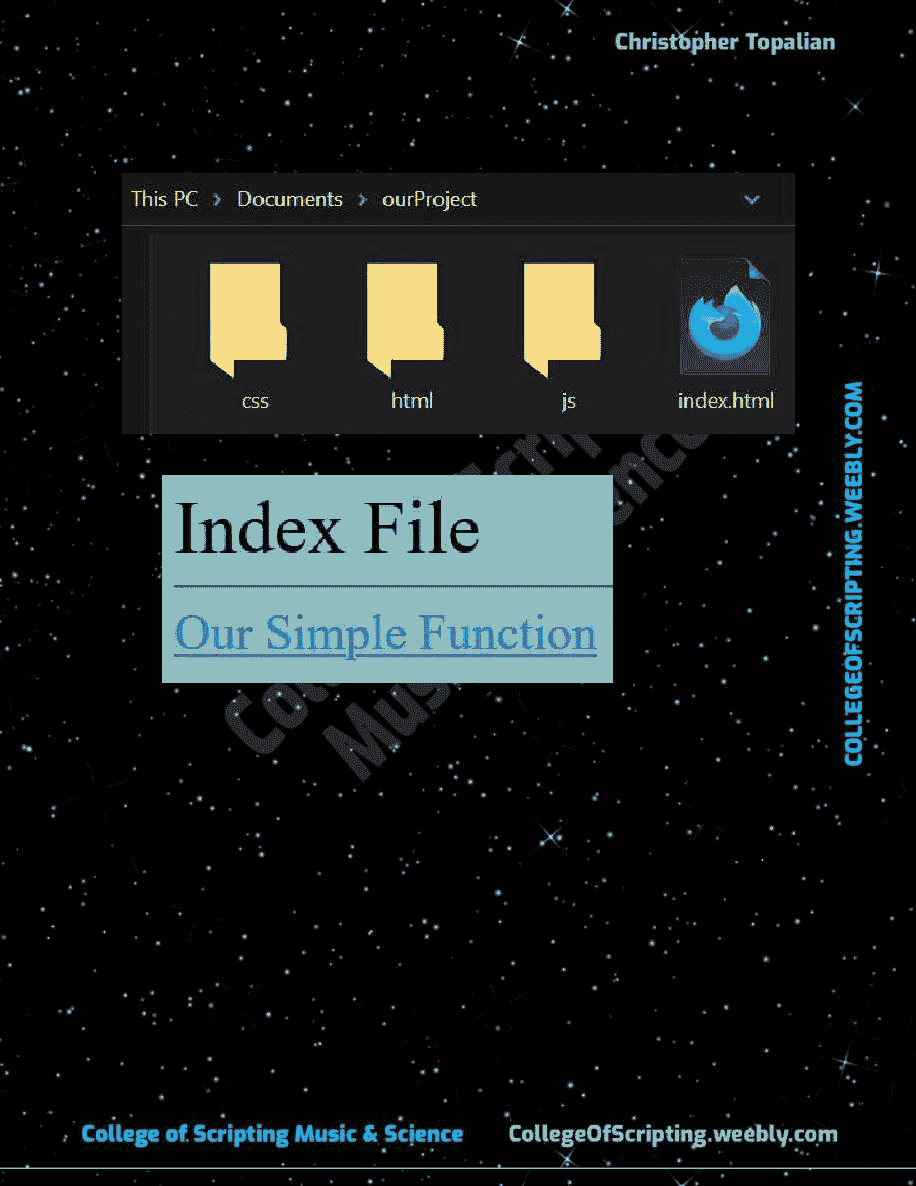 Christopher Topalian
This PC > Documents > ourProject
css html js index.html
Index File
Our Simple Function
COLLEGEOFSCRIPTING.WEEBLY.COM
College of Scripting Music & Science CollegeOfScripting.weebly.com